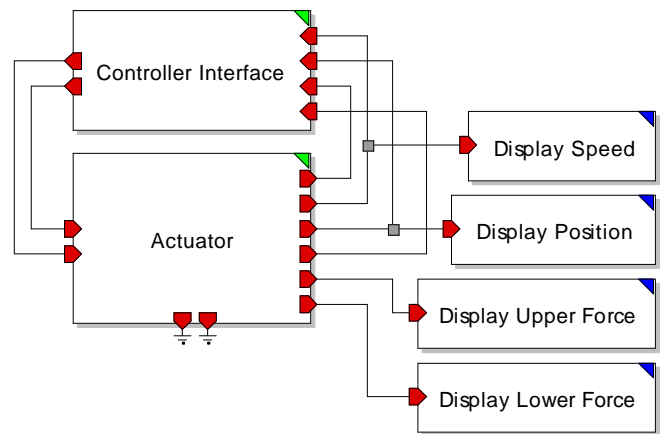 Controller Interface
Display Speed
Display Position
Actuator
Display Upper Force
Display Lower Force